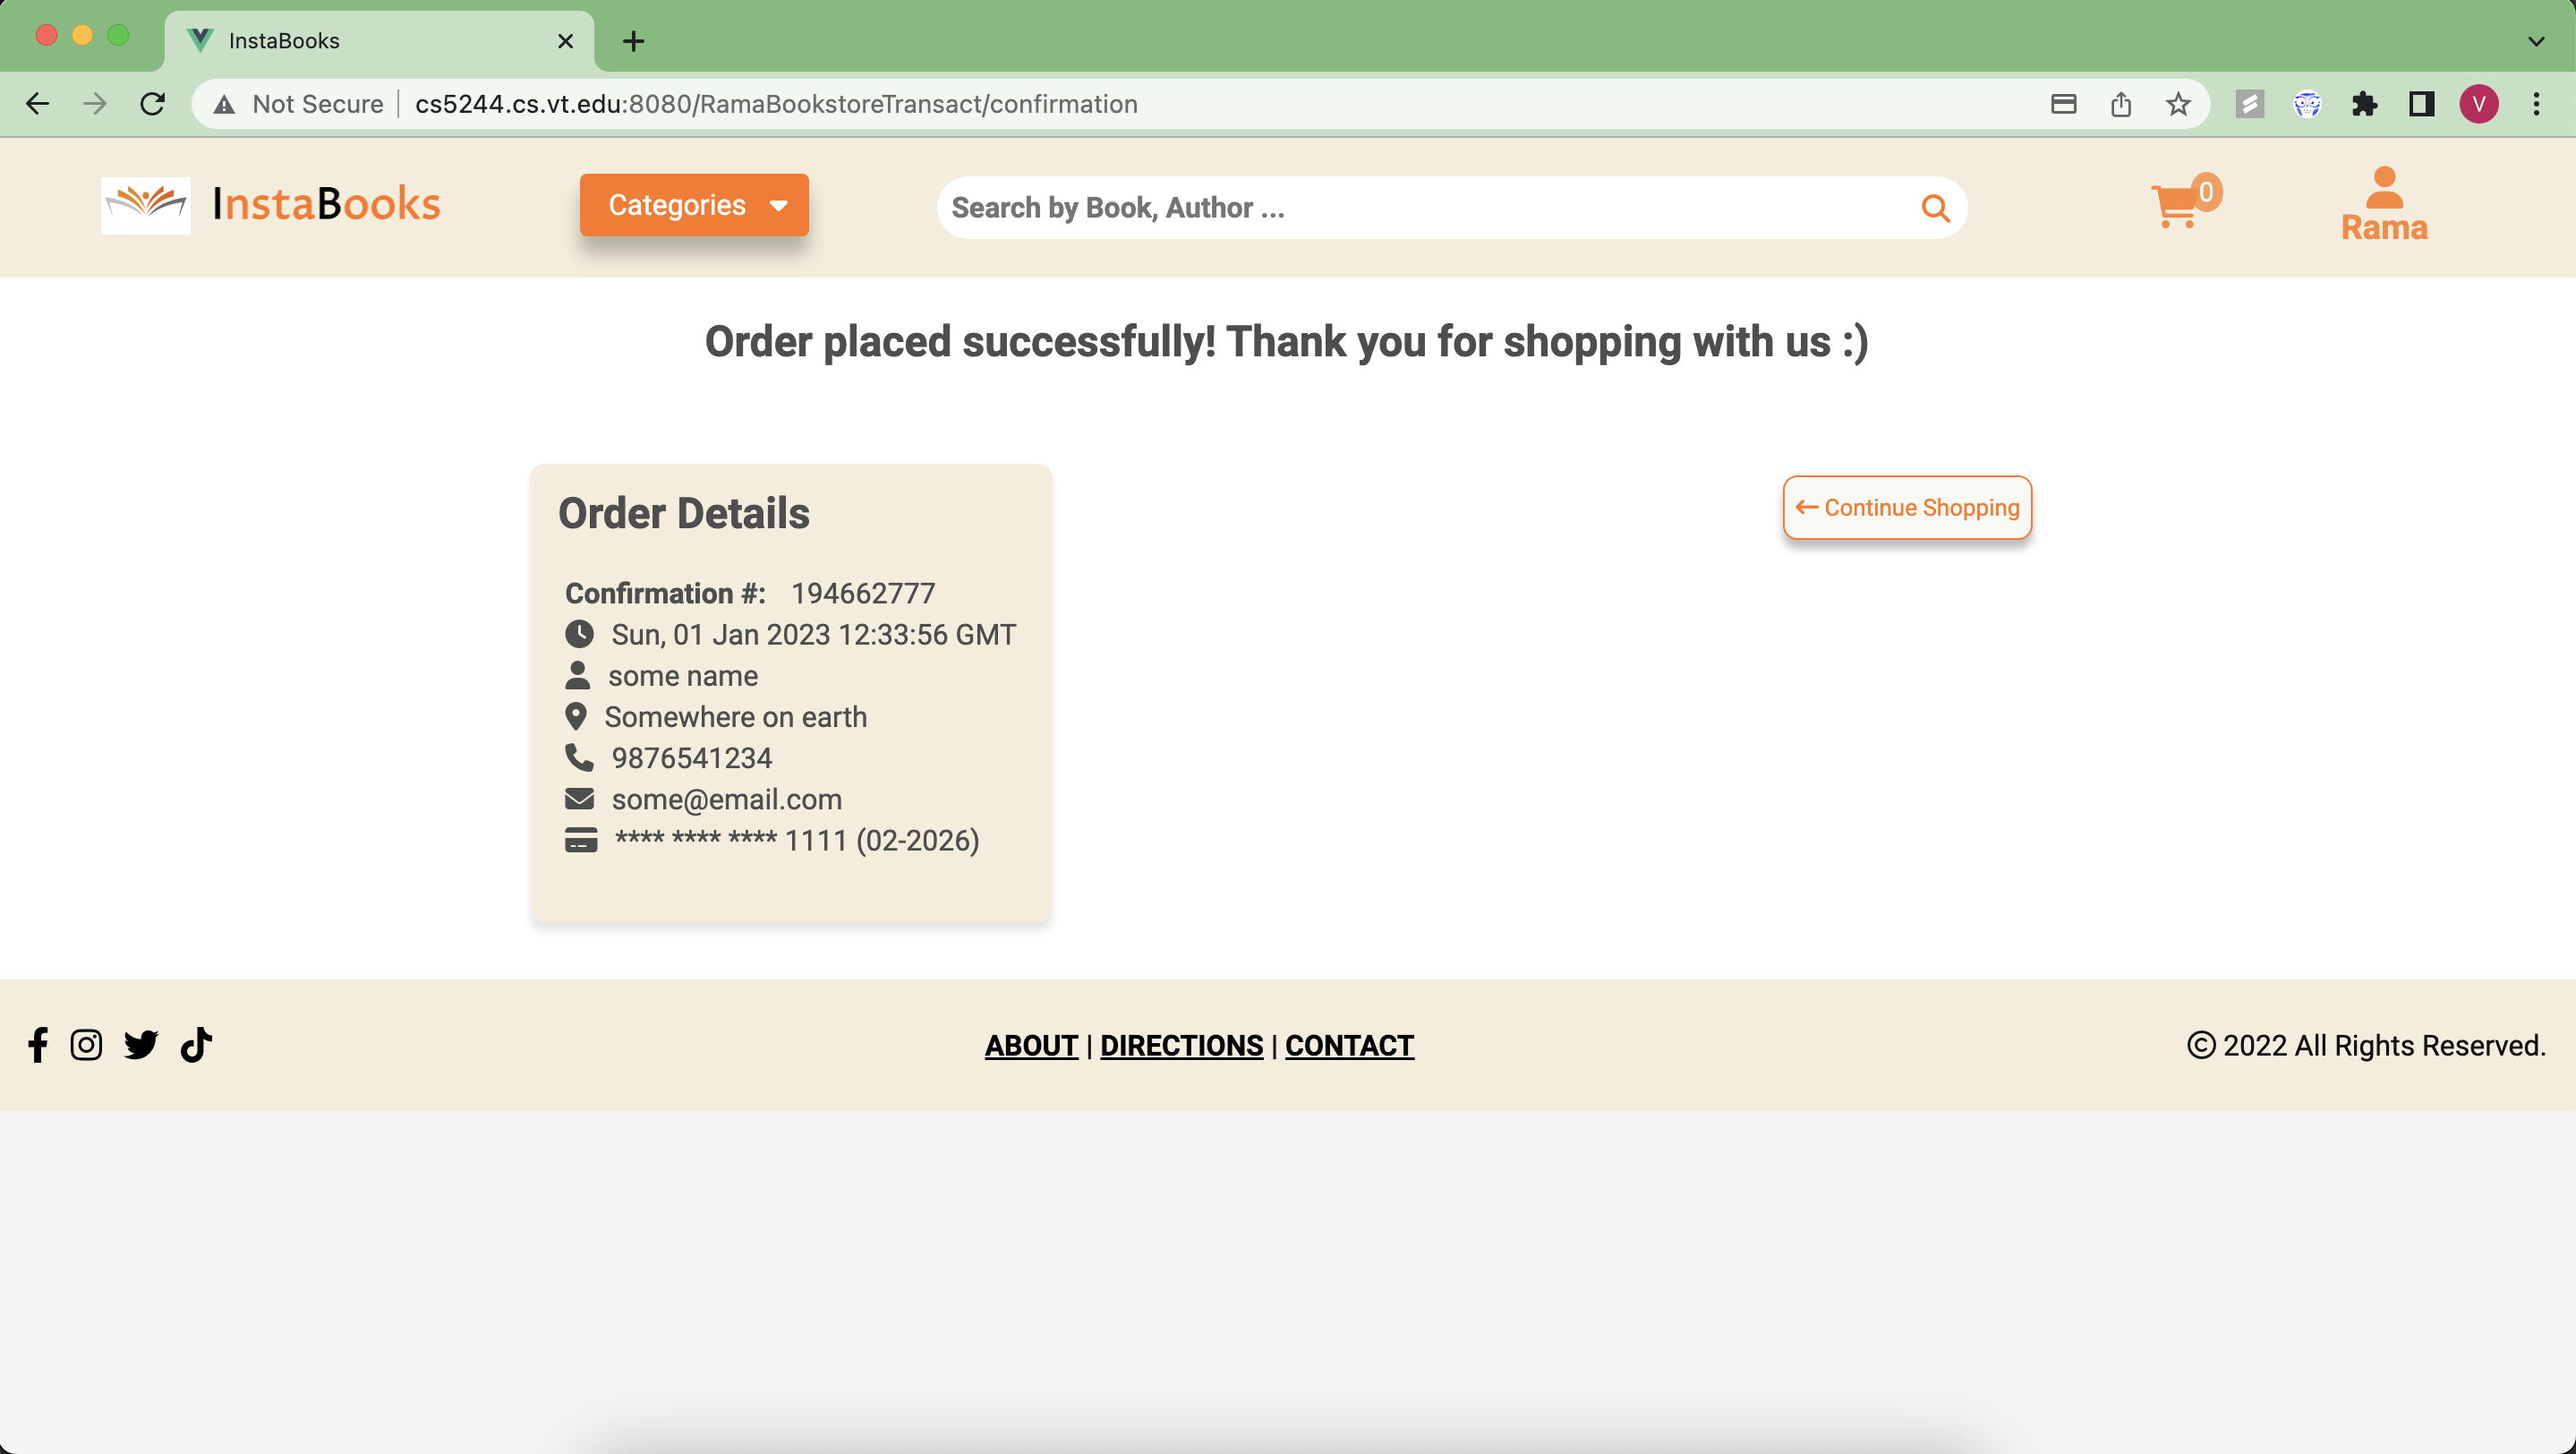 InstaBooks
Not Secure cs5244.cs.vt.edu:8080/RamaBookstoreTransact/confirmation
V
InstaBooks
Categories
Search by Book, Author ...
0
Rama
Order placed successfully! Thank you for shopping with us :)
Order Details
Continue Shopping
Confirmation #: 194662777
Sun, 01 Jan 2023 12:33:56 GMT
some name
Somewhere on earth
9876541234
some@email.com
**** **** **** 1111 (02-2026)
ABOUT | DIRECTIONS | CONTACT
© 2022 All Rights Reserved.